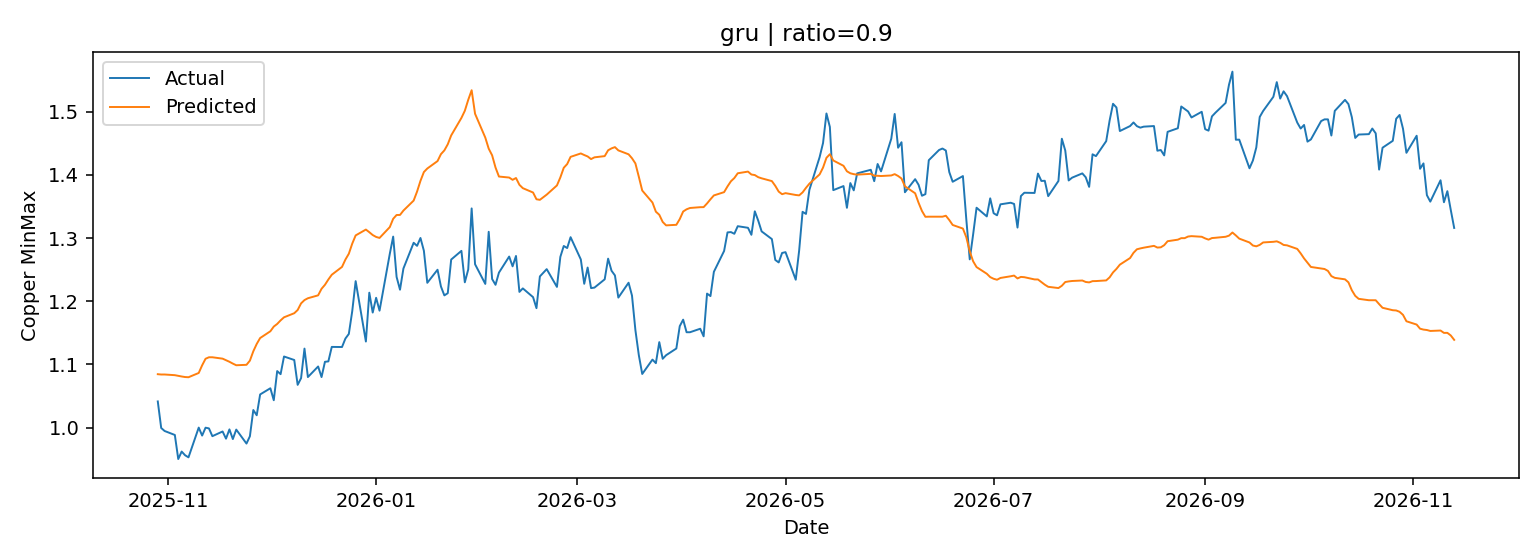 gru | ratio=0.9
Actual
Predicted
Copper MinMax
1.5
1.4
1.3
1.2
1.1
1.0
2025-11
2026-01
2026-03
2026-05
2026-07
2026-09
2026-11
Date